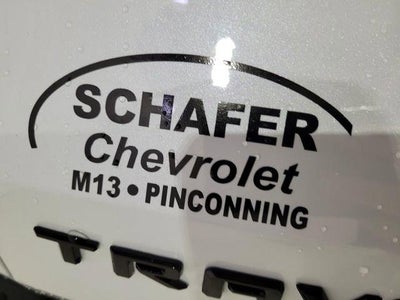 SCHAFER
Chevrolet
M13 • PINCONNING